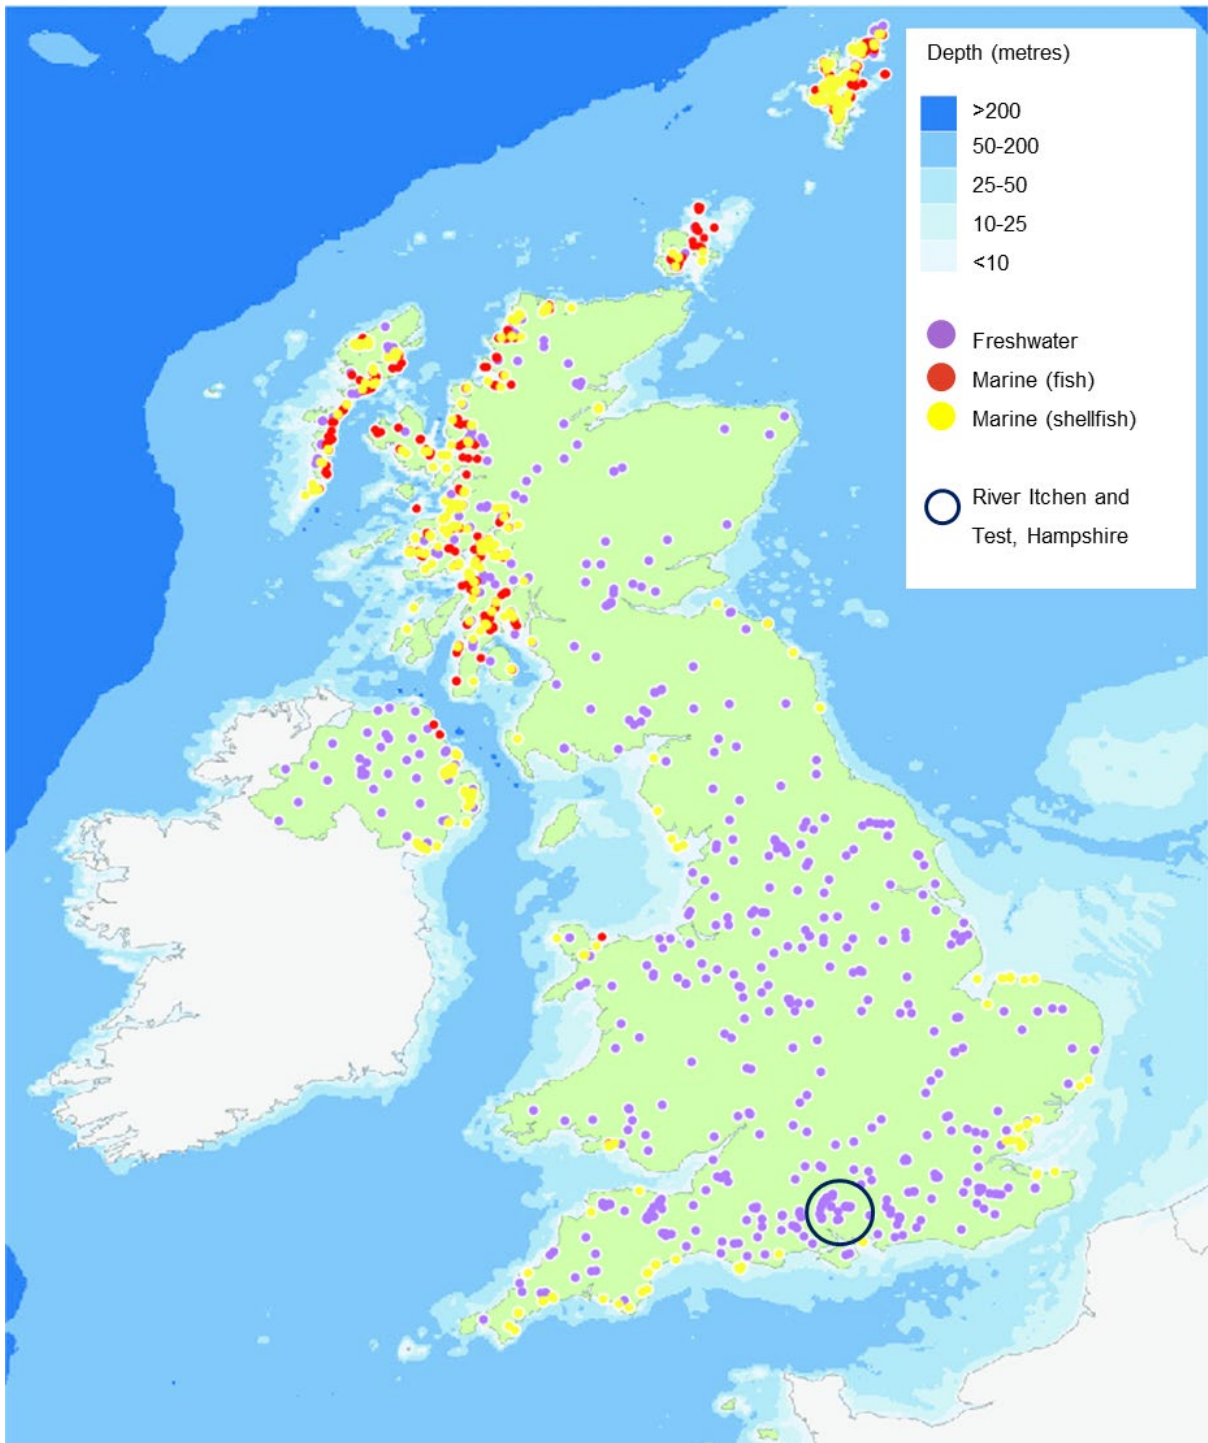 Depth (metres)
>200
50-200
25-50
10-25
<10
Freshwater
Marine (fish)
Marine (shellfish)
River Itchen and
Test, Hampshire